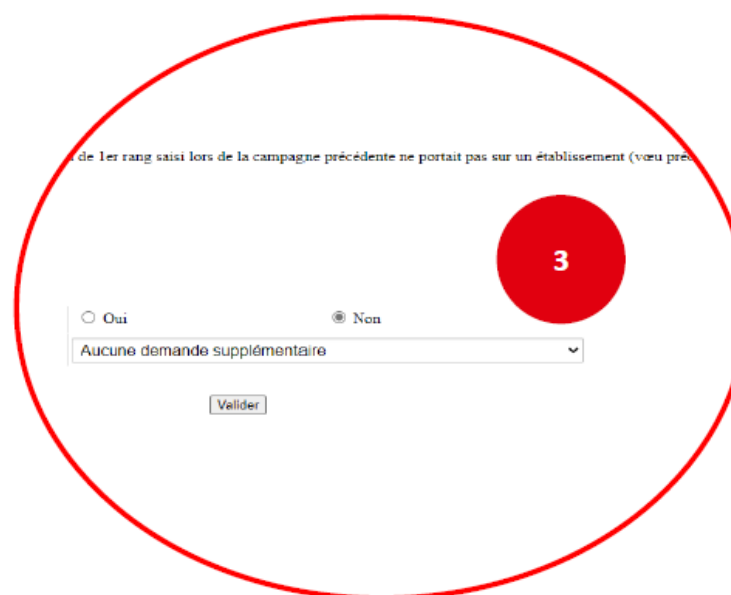 de 1er rang saisi lors de la campagne précédente ne portait pas sur un établissement (vœu
3
Oui
Non
Aucune demande supplémentaire
Valider